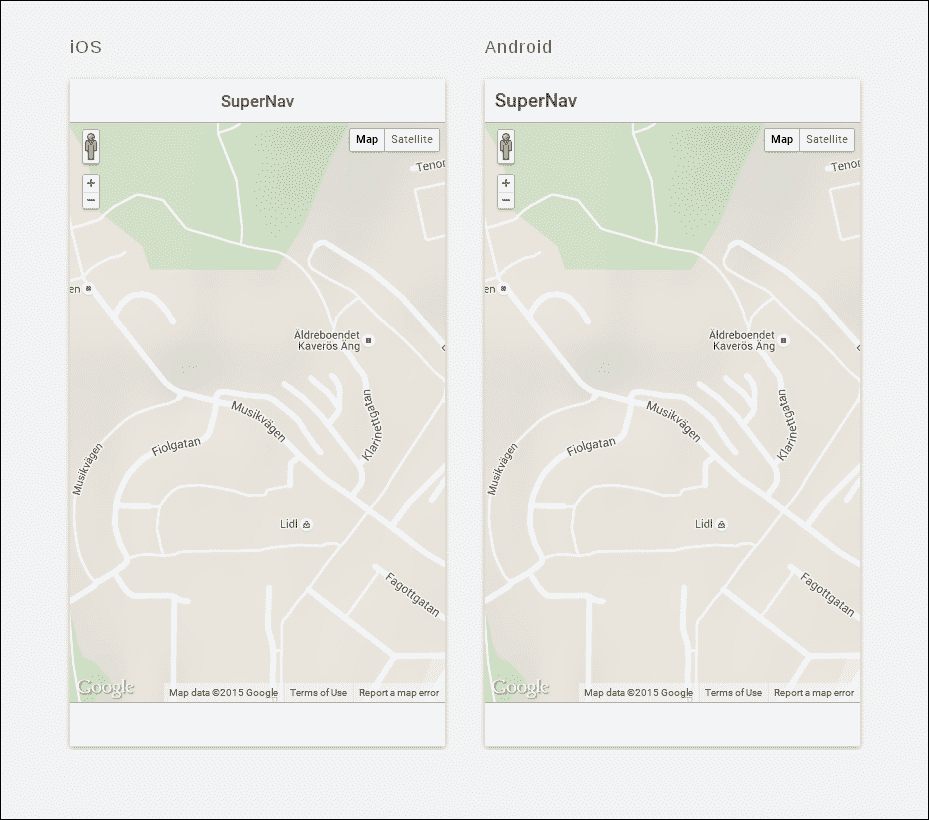 iOS
SuperNav
Map Satellite
+
−
Tenor
en
Äldreboendet
Kaverös Äng
Musikvägen
Klarinettgatan
Fiolgatan
Musikvägen
Lidl
Fagottgatan
Google
Map data ©2015 Google Terms of Use Report a map error
Android
SuperNav
Map Satellite
+
−
Tenor
en
Äldreboendet
Kaverös Äng
Musikvägen
Klarinettgatan
Fiolgatan
Musikvägen
Lidl
Fagottgatan
Google
Map data ©2015 Google Terms of Use Report a map error